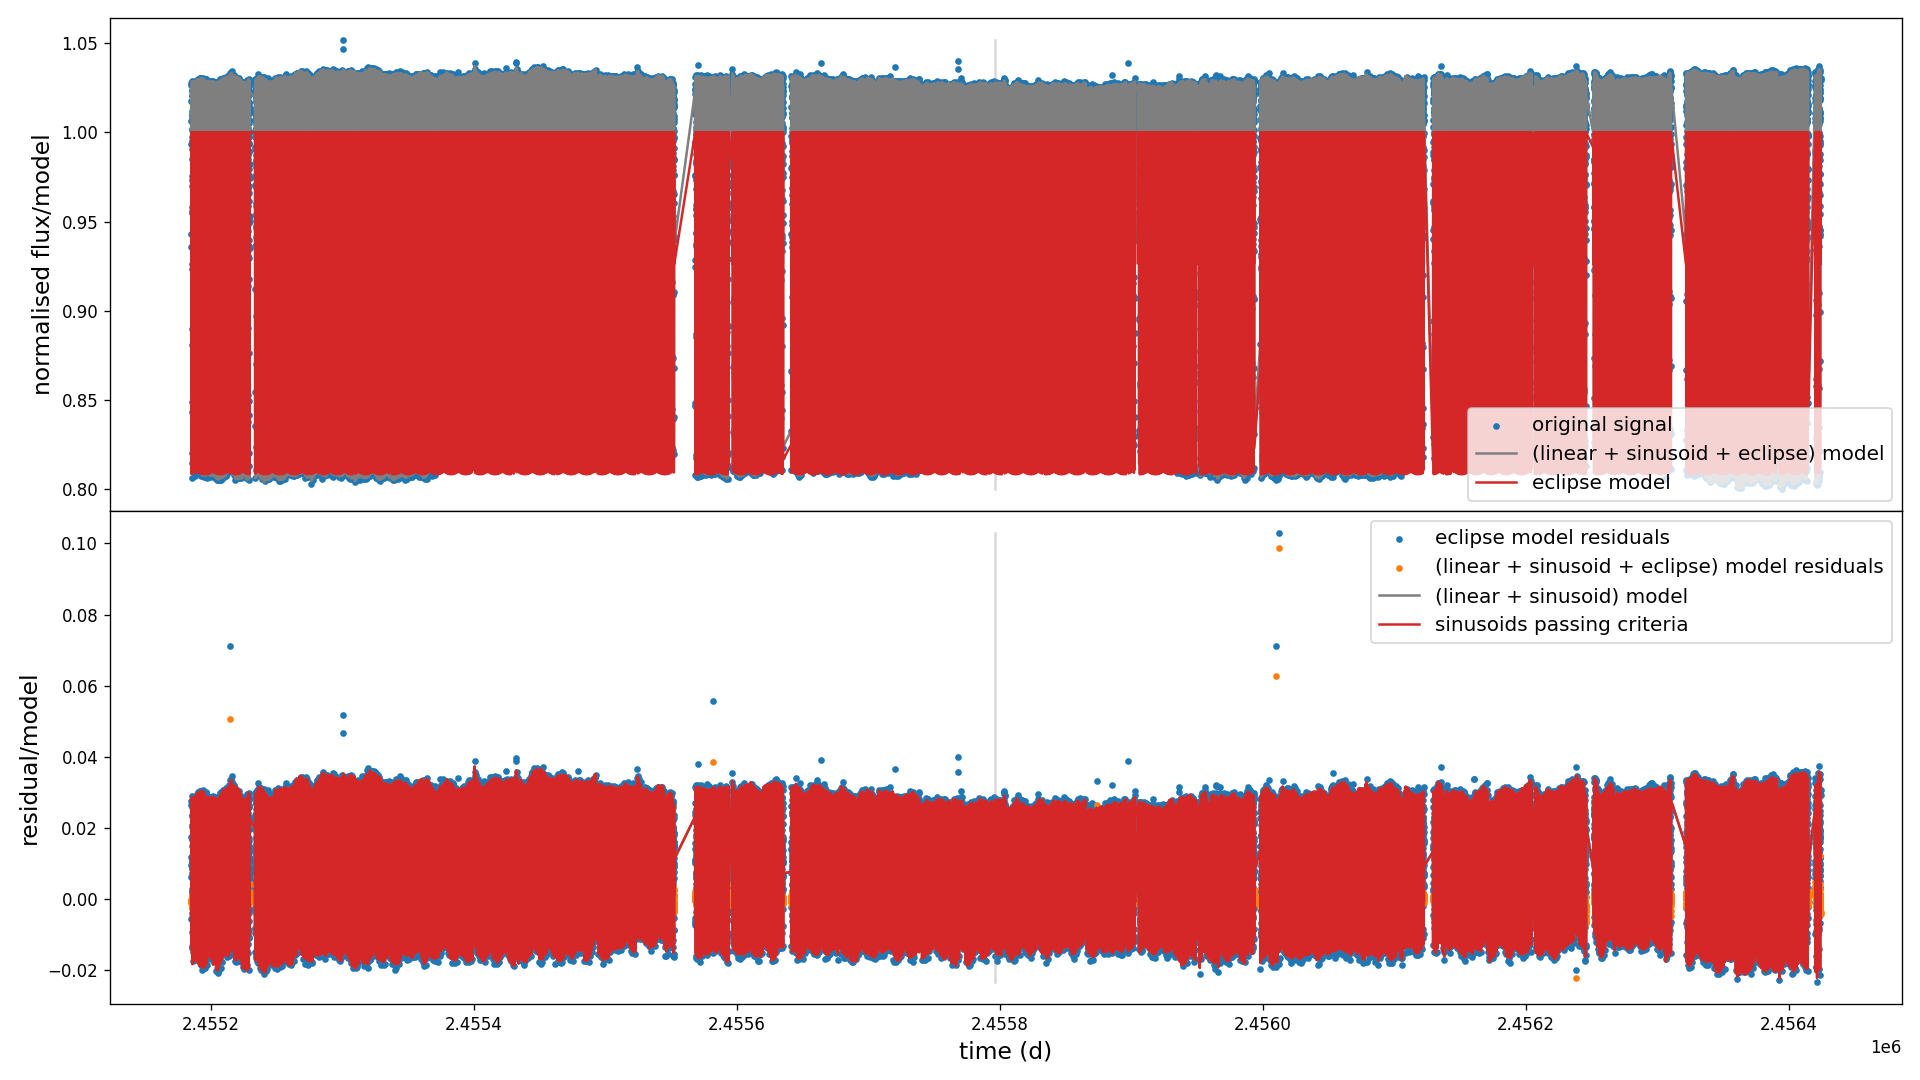 normalised flux/model
1.05
1.00
0.95
0.90
0.85
0.80
original signal
(linear + sinusoid + eclipse) model
eclipse model
residual/model
0.10
0.08
0.06
0.04
0.02
0.00
−0.02
eclipse model residuals
(linear + sinusoid + eclipse) model residuals
(linear + sinusoid) model
sinusoids passing criteria
2.4552 2.4554 2.4556 2.4558 2.4560 2.4562 2.4564
time (d)
1e6